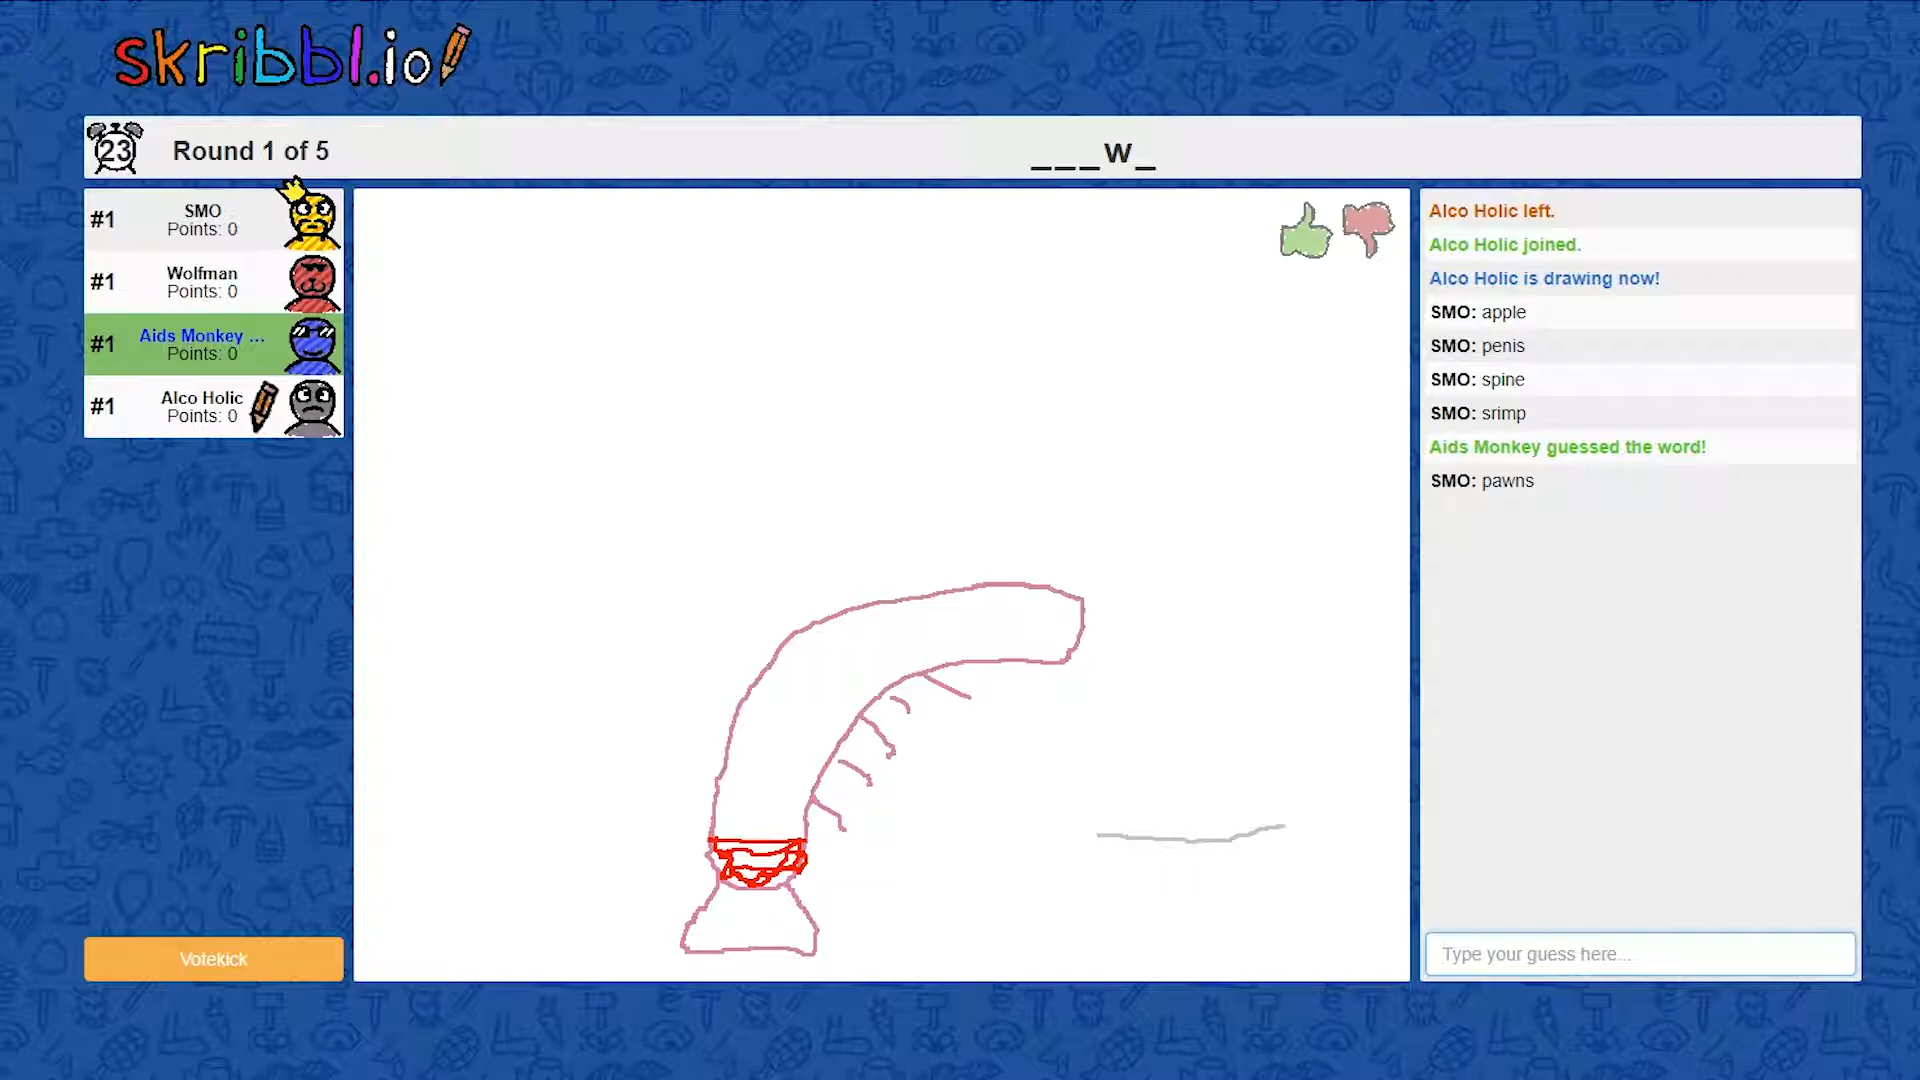 skribbl.io
23
Round 1 of 5
___w_
#1
SMO
Points: 0
#1
Wolfman
Points: 0
#1
Aids Monkey ...
Points: 0
#1
Alco Holic
Points: 0
Votekick
Alco Holic left.
Alco Holic joined.
Alco Holic is drawing now!
SMO: apple
SMO: penis
SMO: spine
SMO: srimp
Aids Monkey guessed the word!
SMO: pawns
Type your guess here...